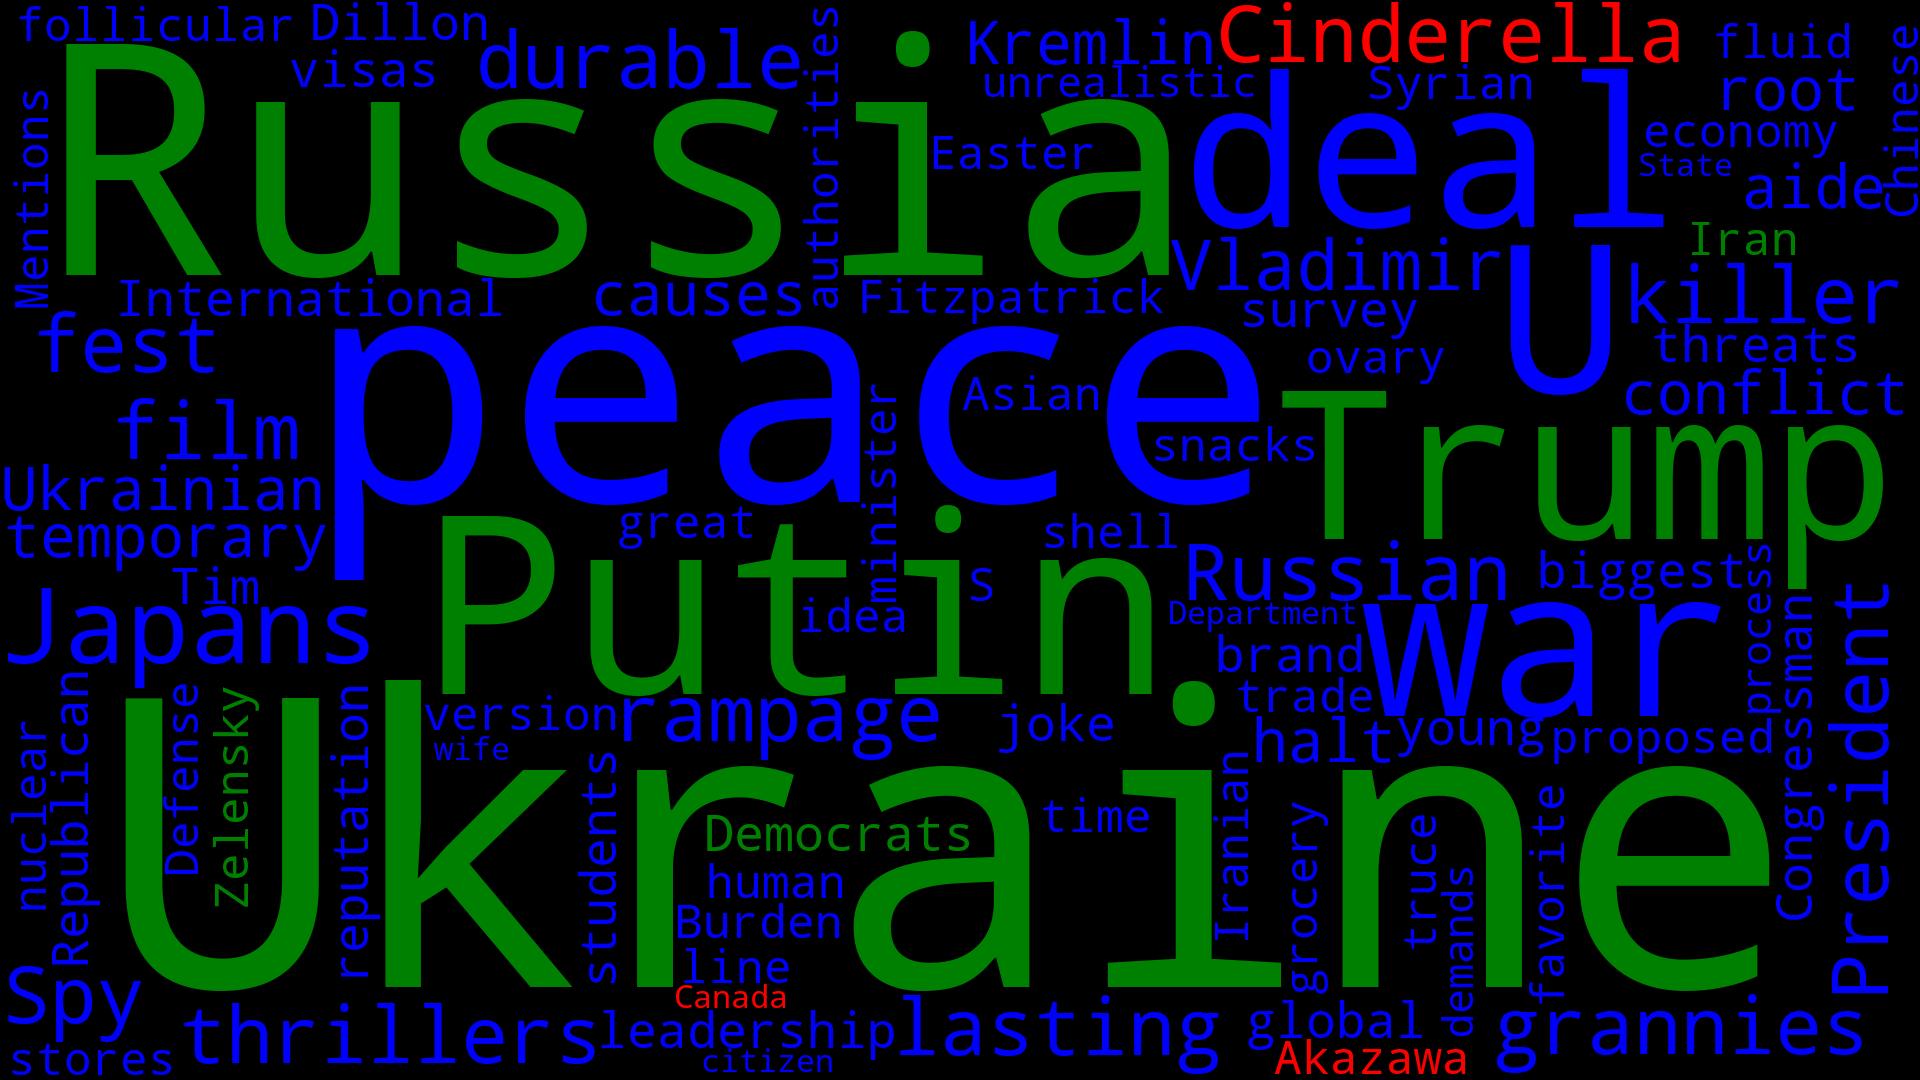 follicular
Dillon
visas
durable
authorities
Kremlin
Cinderella
unrealistic
Syrian
fluid
root
Chinese
Mentions
Russia
Easter
deal
economy
State
aide
Iran
International
causes
Fitzpatrick
Vladimir
survey
U
killer
fest
peace
Asian
ovary
threats
conflict
film
minister
snacks
Trump
Ukrainian
temporary
great
shell
Tim
Putin
S
idea
Russian
biggest
process
Department
Japans
brand
war
trade
Congressman
President
version
rampage
joke
halt
young
proposed
wife
nuclear
Republican
Defense
Zelensky
reputation
Ukraine
students
Democrats
time
human
Burden
line
Canada
Iranian
grocery
truce
demands
favorite
Spy
thrillers
leadership
lasting
global
grannies
stores
citizen
Akazawa